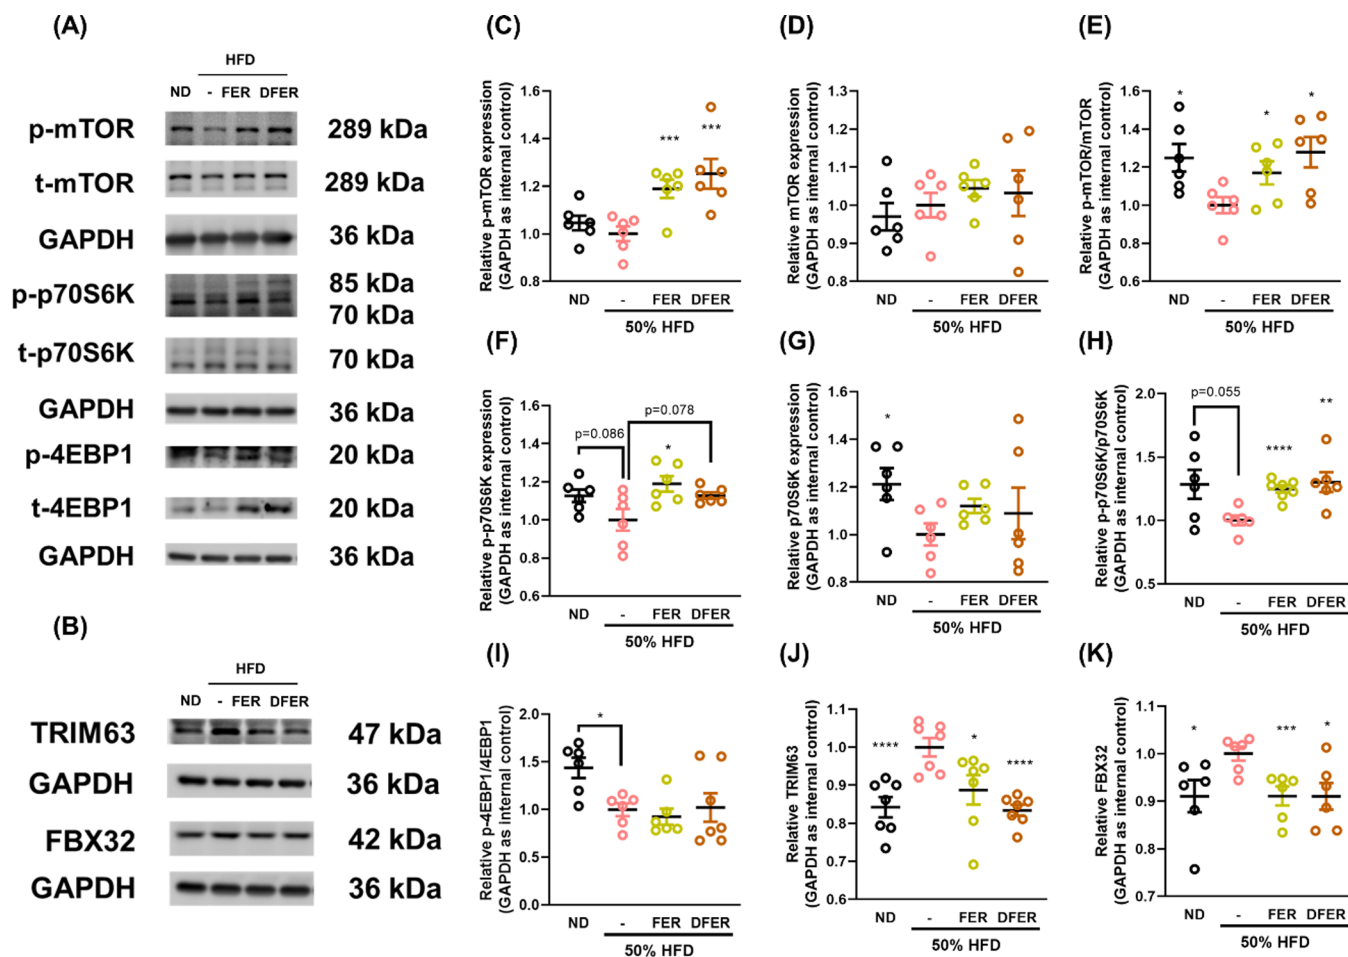 (A)
HFD
ND - FER DFER
p-mTOR 289 kDa
t-mTOR 289 kDa
GAPDH 36 kDa
p-p70S6K 85 kDa
70 kDa
t-p70S6K 70 kDa
GAPDH 36 kDa
p-4EBP1 20 kDa
t-4EBP1 20 kDa
GAPDH 36 kDa
(B)
HFD
ND - FER DFER
TRIM63 47 kDa
GAPDH 36 kDa
FBX32 42 kDa
GAPDH 36 kDa
(C)
Relative p-mTOR expression
(GAPDH as internal control)
1.6
1.4
1.2
1.0
0.8
*** ***
ND - FER DFER
50% HFD
(D)
Relative mTOR expression
(GAPDH as internal control)
1.3
1.2
1.1
1.0
0.9
0.8
ND - FER DFER
50% HFD
(E)
Relative p-mTOR/mTOR
(GAPDH as internal control)
1.6
1.4
1.2
1.0
0.8
0.6
* * *
ND - FER DFER
50% HFD
(F)
Relative p-p70S6K expression
(GAPDH as internal control)
1.6
1.4
1.2
1.0
0.8
0.6
p=0.086
p=0.078
*
ND - FER DFER
50% HFD
(G)
Relative p70S6K expression
(GAPDH as internal control)
1.6
1.4
1.2
1.0
0.8
*
ND - FER DFER
50% HFD
(H)
Relative p-p70S6K/p70S6K
(GAPDH as internal control)
2.0
1.5
1.0
0.5
p=0.055
**** **
ND - FER DFER
50% HFD
(I)
Relative p-4EBP1/4EBP1
(GAPDH as internal control)
2.0
1.5
1.0
0.5
0.0
*
ND - FER DFER
50% HFD
(J)
Relative TRIM63
(GAPDH as internal control)
1.1
1.0
0.9
0.8
0.7
0.6
**** * ****
ND - FER DFER
50% HFD
(K)
Relative FBX32
(GAPDH as internal control)
1.1
1.0
0.9
0.8
0.7
* *** *
ND - FER DFER
50% HFD